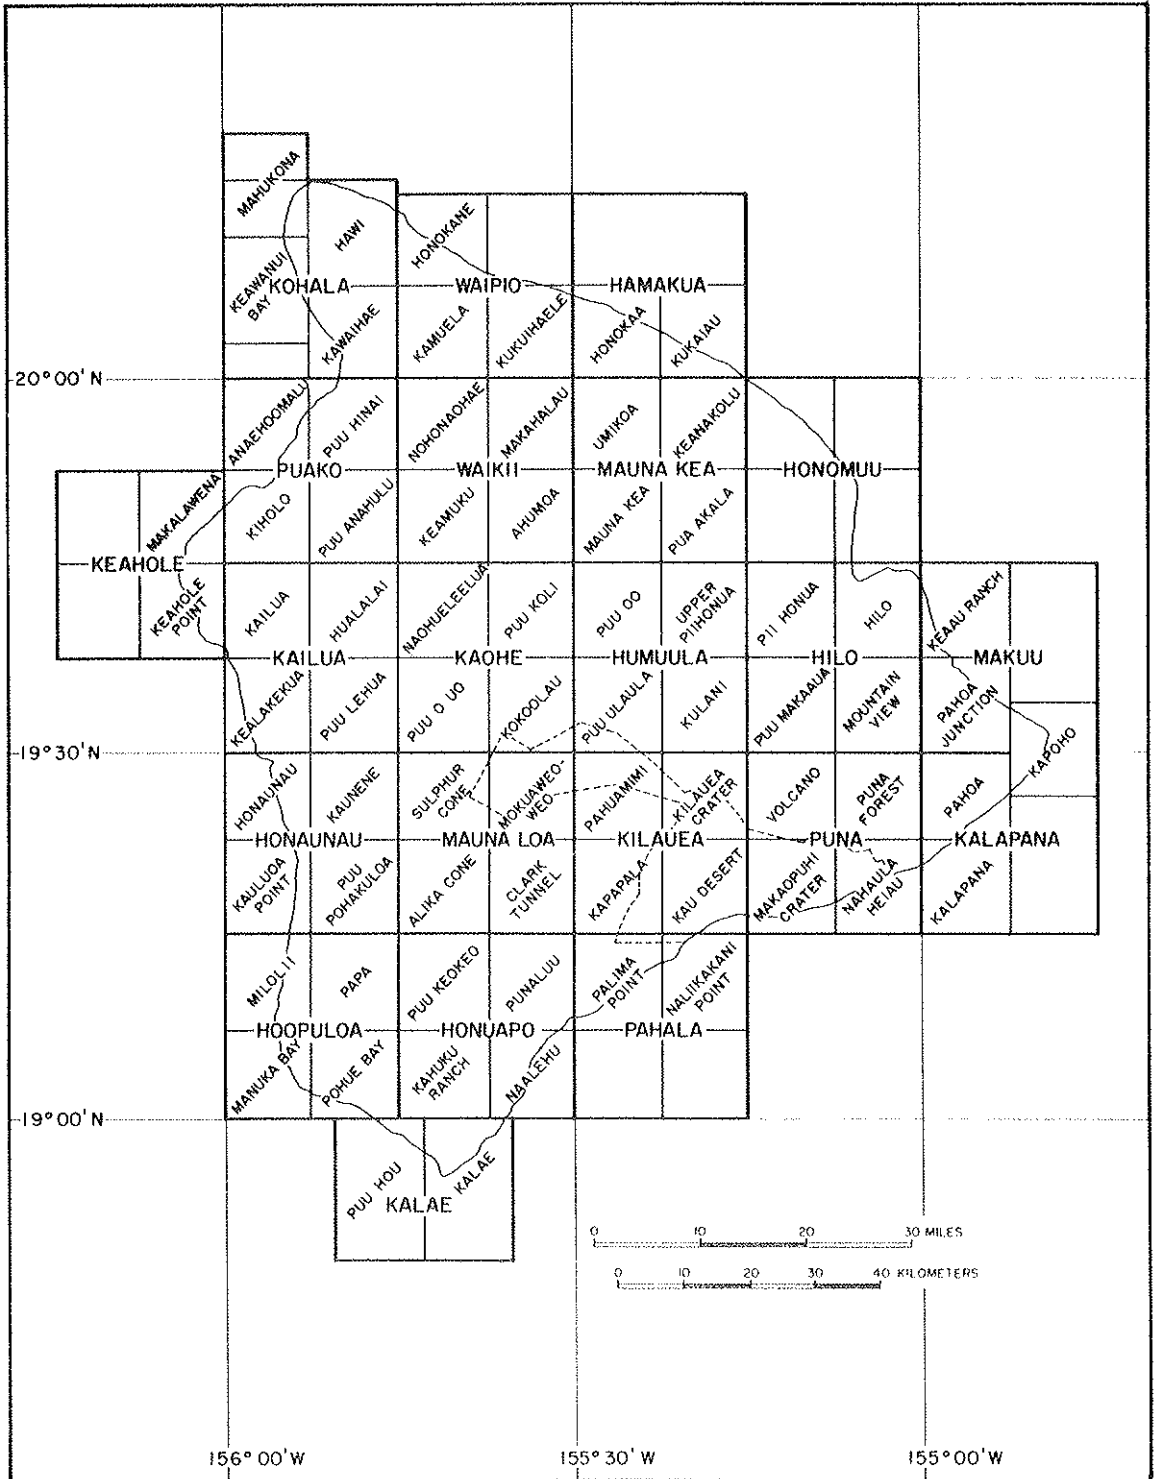 MAHUKONA
HAWI
HONOKANE
KEAWANUI
BAY
KOHALA
WAIPIO
HAMAKUA
KAWAIHAE
KAMUELA
KUKUIHAELE
HONOKAA
KUKAIAU
20°00'N
ANAEHOOMALU
PUU HINAI
NOHONAOHAE
MAKAHALAU
UMIKOA
KEANAKOLU
PUAKO
WAIKII
MAUNA KEA
HONOMUU
MAKALAWENA
KIHOLO
PUU ANAHULU
KEAMUKU
AHUMOA
MAUNA KEA
PUA AKALA
KEAHOLE
KEAHOLE
POINT
KAILUA
HUALALAI
NAOHUELEELUA
PUU KOLI
PUU OO
UPPER
PIIHONUA
PII HONUA
HILO
KEAAU RANCH
KAILUA
KAOHE
HUMUULA
HILO
MAKUU
KEALAKEKUA
PUU LEHUA
PUU O UO
KOKOOLAU
PUU ULAULA
KULANI
PUU MAKAAUA
MOUNTAIN
VIEW
PAHOA
JUNCTION
KAPOHO
19°30'N
HONAUNAU
KAUNENE
SULPHUR
CONE
MOKUAWEO-
WEO
PAHUAMIMI
KILAUEA
CRATER
VOLCANO
PUNA
FOREST
PAHOA
HONAUNAU
MAUNA LOA
KILAUEA
PUNA
KALAPANA
KAULUOA
POINT
PUU
POHAKULOA
ALIKA CONE
CLARK
TUNNEL
KAPAPALA
KAU DESERT
MAKAOPUHI
CRATER
NAHAULA
HEIAU
KALAPANA
MILOLII
PAPA
PUU KEOKEO
PUNALUU
PALIMA
POINT
NALIIKAKANI
POINT
HOOPULOA
HONUAPO
PAHALA
MANUKA BAY
POHUE BAY
KAHUKU
RANCH
NAALEHU
19°00'N
PUU HOU
KALAE
KALAE
0 10 20 30 MILES
0 10 20 30 40 KILOMETERS
156°00'W 155°30'W 155°00'W